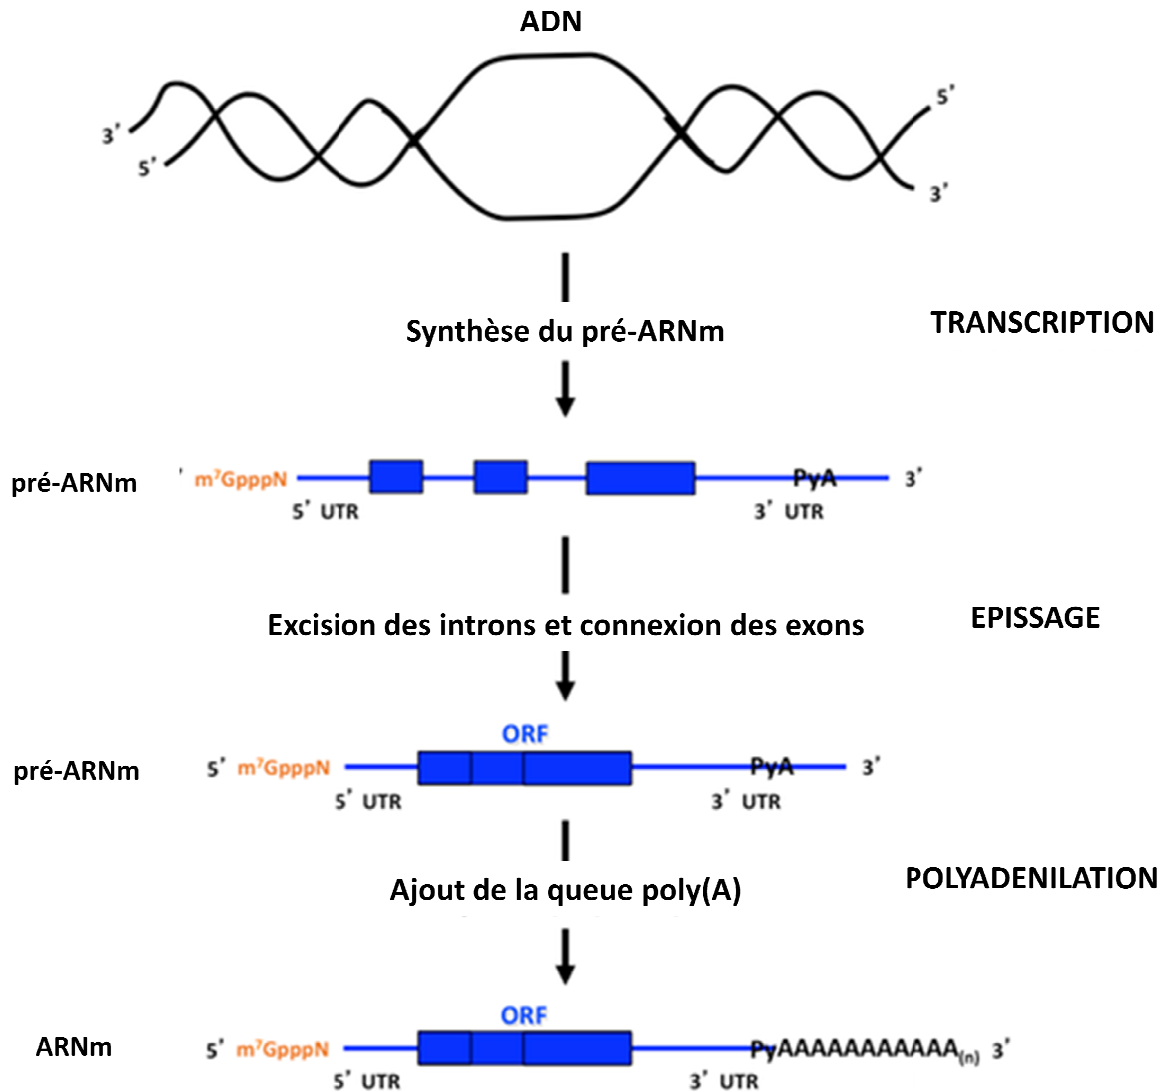 ADN
3’
5’
5’
3’
Synthèse du pré-ARNm
TRANSCRIPTION
pré-ARNm ’ m⁷GpppN PyA 3’
5’ UTR 3’ UTR
Excision des introns et connexion des exons
EPISSAGE
ORF
pré-ARNm 5’ m⁷GpppN PyA 3’
5’ UTR 3’ UTR
Ajout de la queue poly(A)
POLYADENILATION
ORF
ARNm 5’ m⁷GpppN PyAAAAAAAAAAAA(n) 3’
5’ UTR 3’ UTR